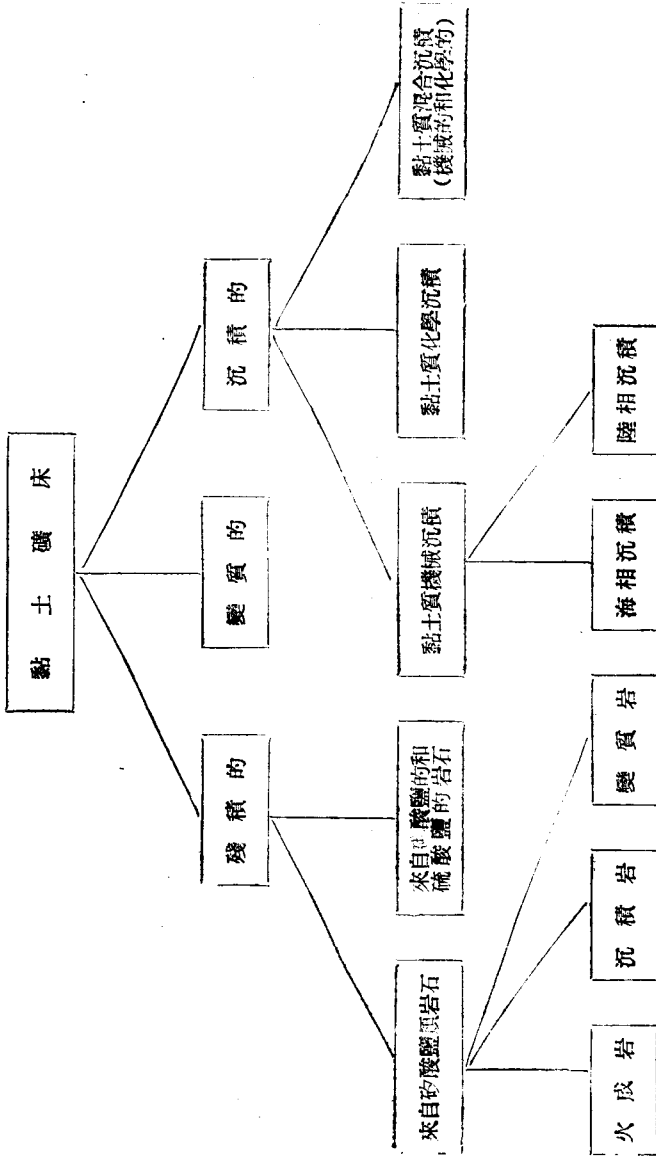 黏土礦床
殘積的
變質的
沉積的
來自矽酸鹽類岩石
來自 酸鹽的和
硫酸鹽的岩石
黏土質機械沉積
黏土質化學沉積
黏土質混合沉積
(機械的和化學的)
火成岩
沉積岩
變質岩
海相沉積
陸相沉積